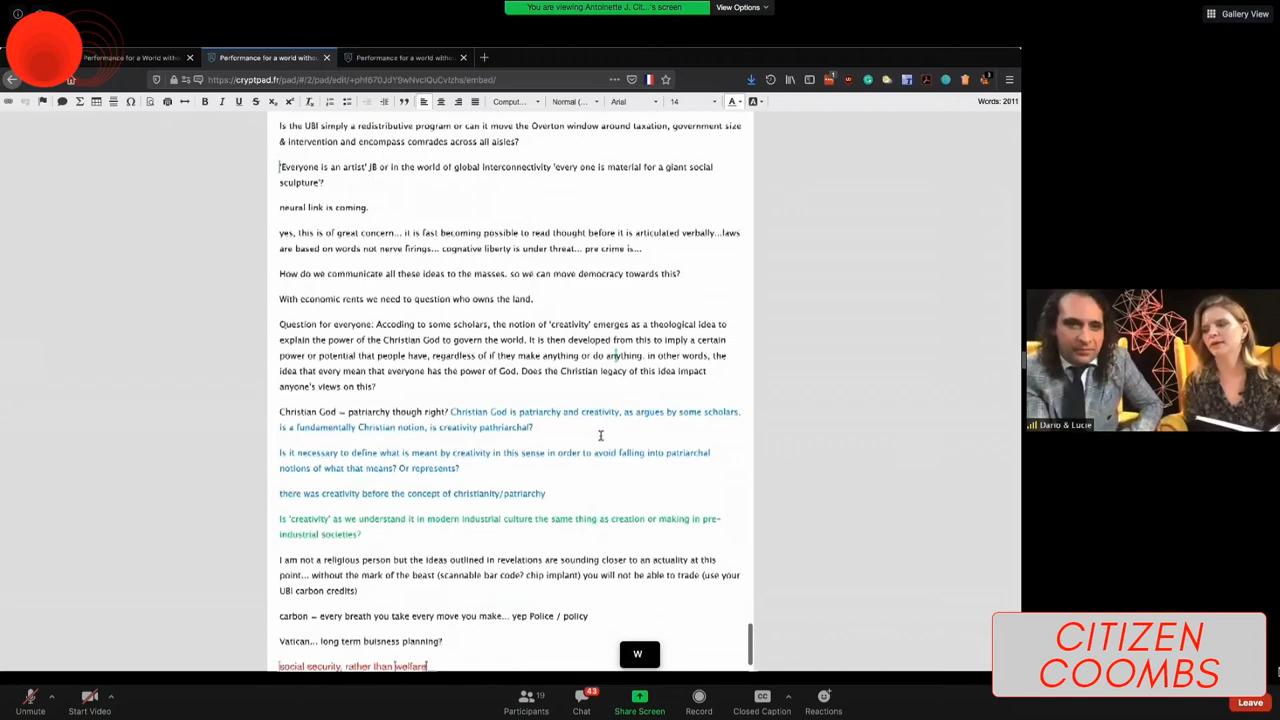 You are viewing Antoinette J. Cit...'s screen
View Options
Gallery View
Performance for a World with
Performance for a world witho
Performance for a world witho
https://cryptpad.fr/pad/#/2/pad/edit/+phf670JdY9wNvcIQuCvIzhs/embed/
Comput...
Normal (...
Arial
14
Words: 2011
Is the UBI simply a redistributive program or can it move the Overton window around taxation, government size
& intervention and encompass comrades across all aisles?
'Everyone is an artist' JB or in the world of global interconnectivity 'every one is material for a giant social
sculpture'?
neural link is coming.
yes, this is of great concern... it is fast becoming possible to read thought before it is articulated verbally...laws
are based on words not nerve firings... cognitive liberty is under threat... pre crime is...
How do we communicate all these ideas to the masses. so we can move democracy towards this?
With economic rents we need to question who owns the land.
Question for everyone: According to some scholars, the notion of 'creativity' emerges as a theological idea to
explain the power of the Christian God to govern the world. It is then developed from this to imply a certain
power or potential that people have, regardless of if they make anything or do anything. in other words, the
idea that every mean that everyone has the power of God. Does the Christian legacy of this idea impact
anyone's views on this?
Christian God = patriarchy though right? Christian God is patriarchy and creativity, as argues by some scholars,
is a fundamentally Christian notion, is creativity pathriarchal?
Is it necessary to define what is meant by creativity in this sense in order to avoid falling into patriarchal
notions of what that means? Or represents?
there was creativity before the concept of christianity/patriarchy
Is 'creativity' as we understand it in modern industrial culture the same thing as creation or making in pre-
industrial societies?
I am not a religious person but the ideas outlined in revelations are sounding closer to an actuality at this
point... without the mark of the beast (scannable bar code? chip implant) you will not be able to trade (use your
UBI carbon credits)
carbon = every breath you take every move you make... yep Police / policy
Vatican... long term buisness planning?
social security, rather than welfare
W
Dario & Lucie
CITIZEN
COOMBS
Unmute
Start Video
19
Participants
43
Chat
Share Screen
Record
CC
Closed Caption
Reactions
Leave